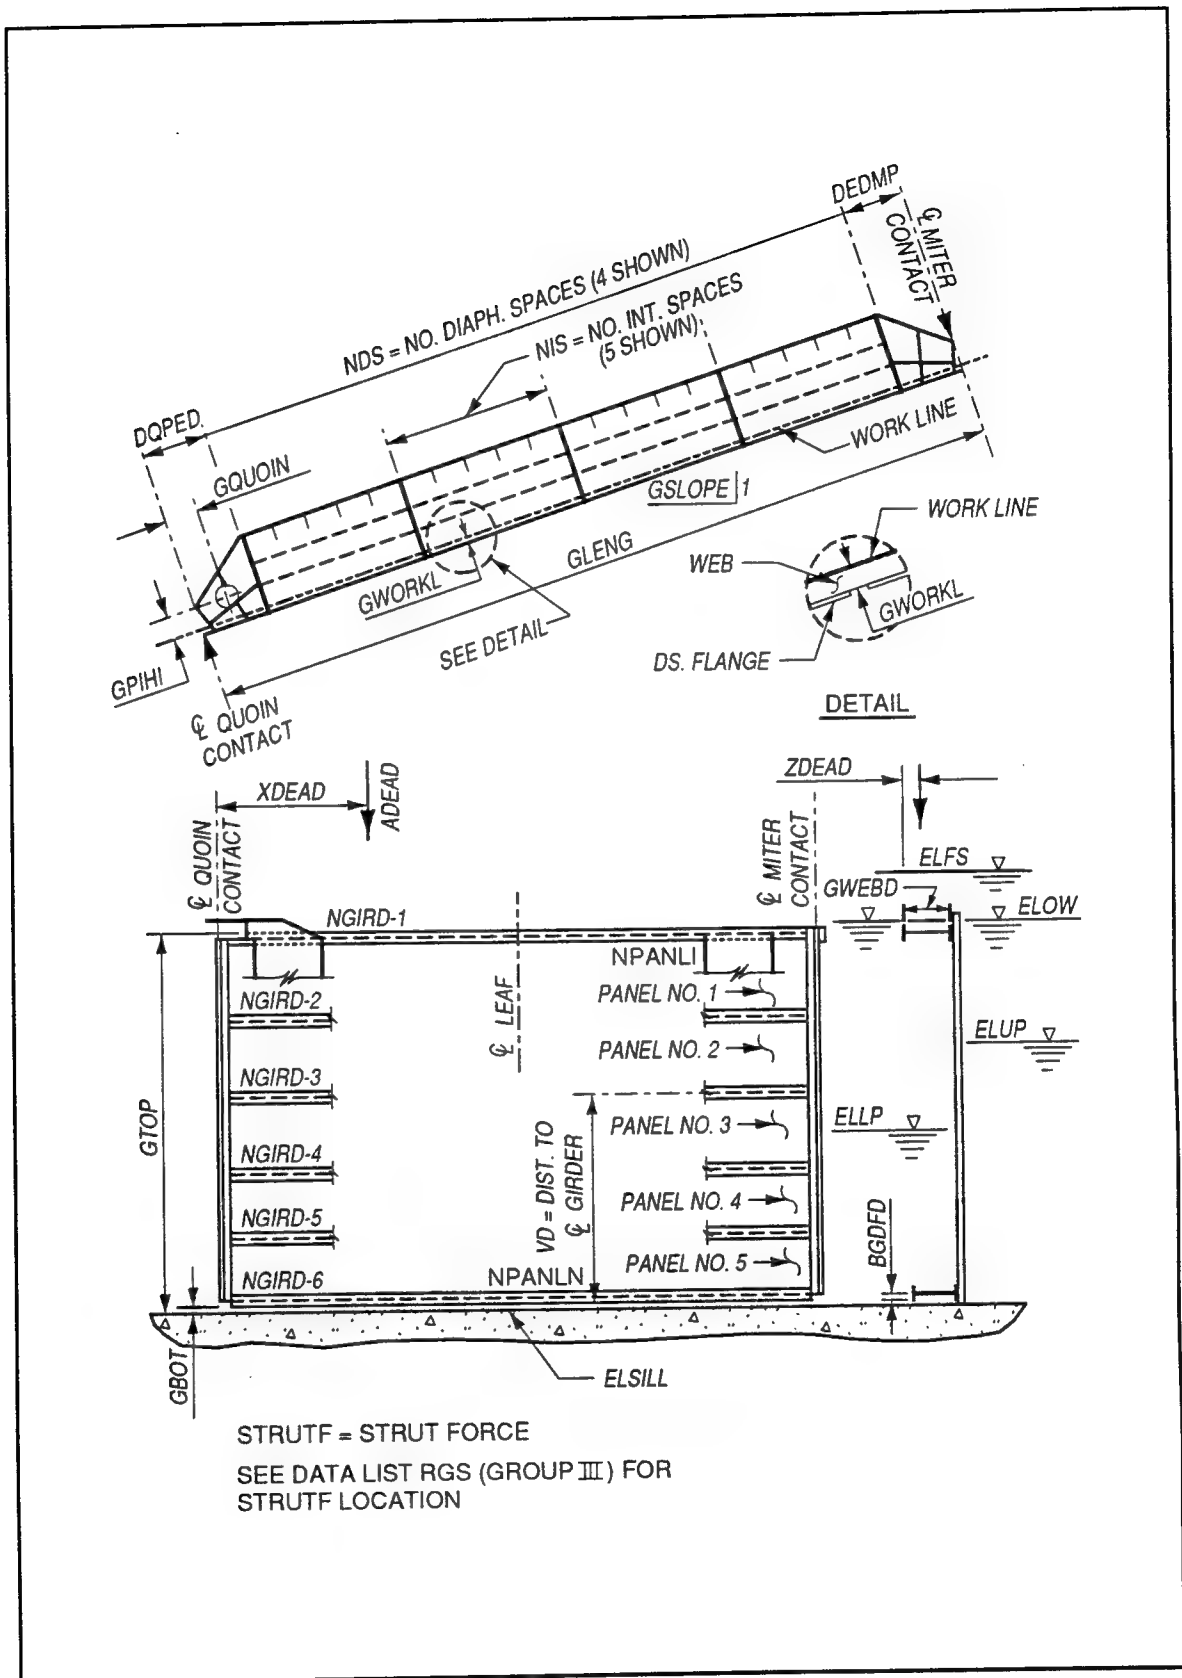 DEDMP
℄ MITER
CONTACT
NDS = NO. DIAPH. SPACES (4 SHOWN)
NIS = NO. INT. SPACES
(5 SHOWN)
DQPED.
GQUOIN
WORK LINE
GSLOPE 1
GLENG
GWORKL
SEE DETAIL
GPIHI
℄ QUOIN
CONTACT
WORK LINE
WEB
GWORKL
DS. FLANGE
DETAIL
XDEAD
ADEAD
ZDEAD
℄ QUOIN
CONTACT
℄ MITER
CONTACT
ELFS
GWEBD
ELOW
NGIRD-1
NPANLI
PANEL NO. 1
NGIRD-2
℄ LEAF
PANEL NO. 2
ELUP
NGIRD-3
GTOP
PANEL NO. 3
ELLP
NGIRD-4
VD = DIST. TO
℄ GIRDER
PANEL NO. 4
NGIRD-5
PANEL NO. 5
BGDFD
NGIRD-6
NPANLN
GBOT
ELSILL
STRUTF = STRUT FORCE
SEE DATA LIST RGS (GROUP III) FOR
STRUTF LOCATION